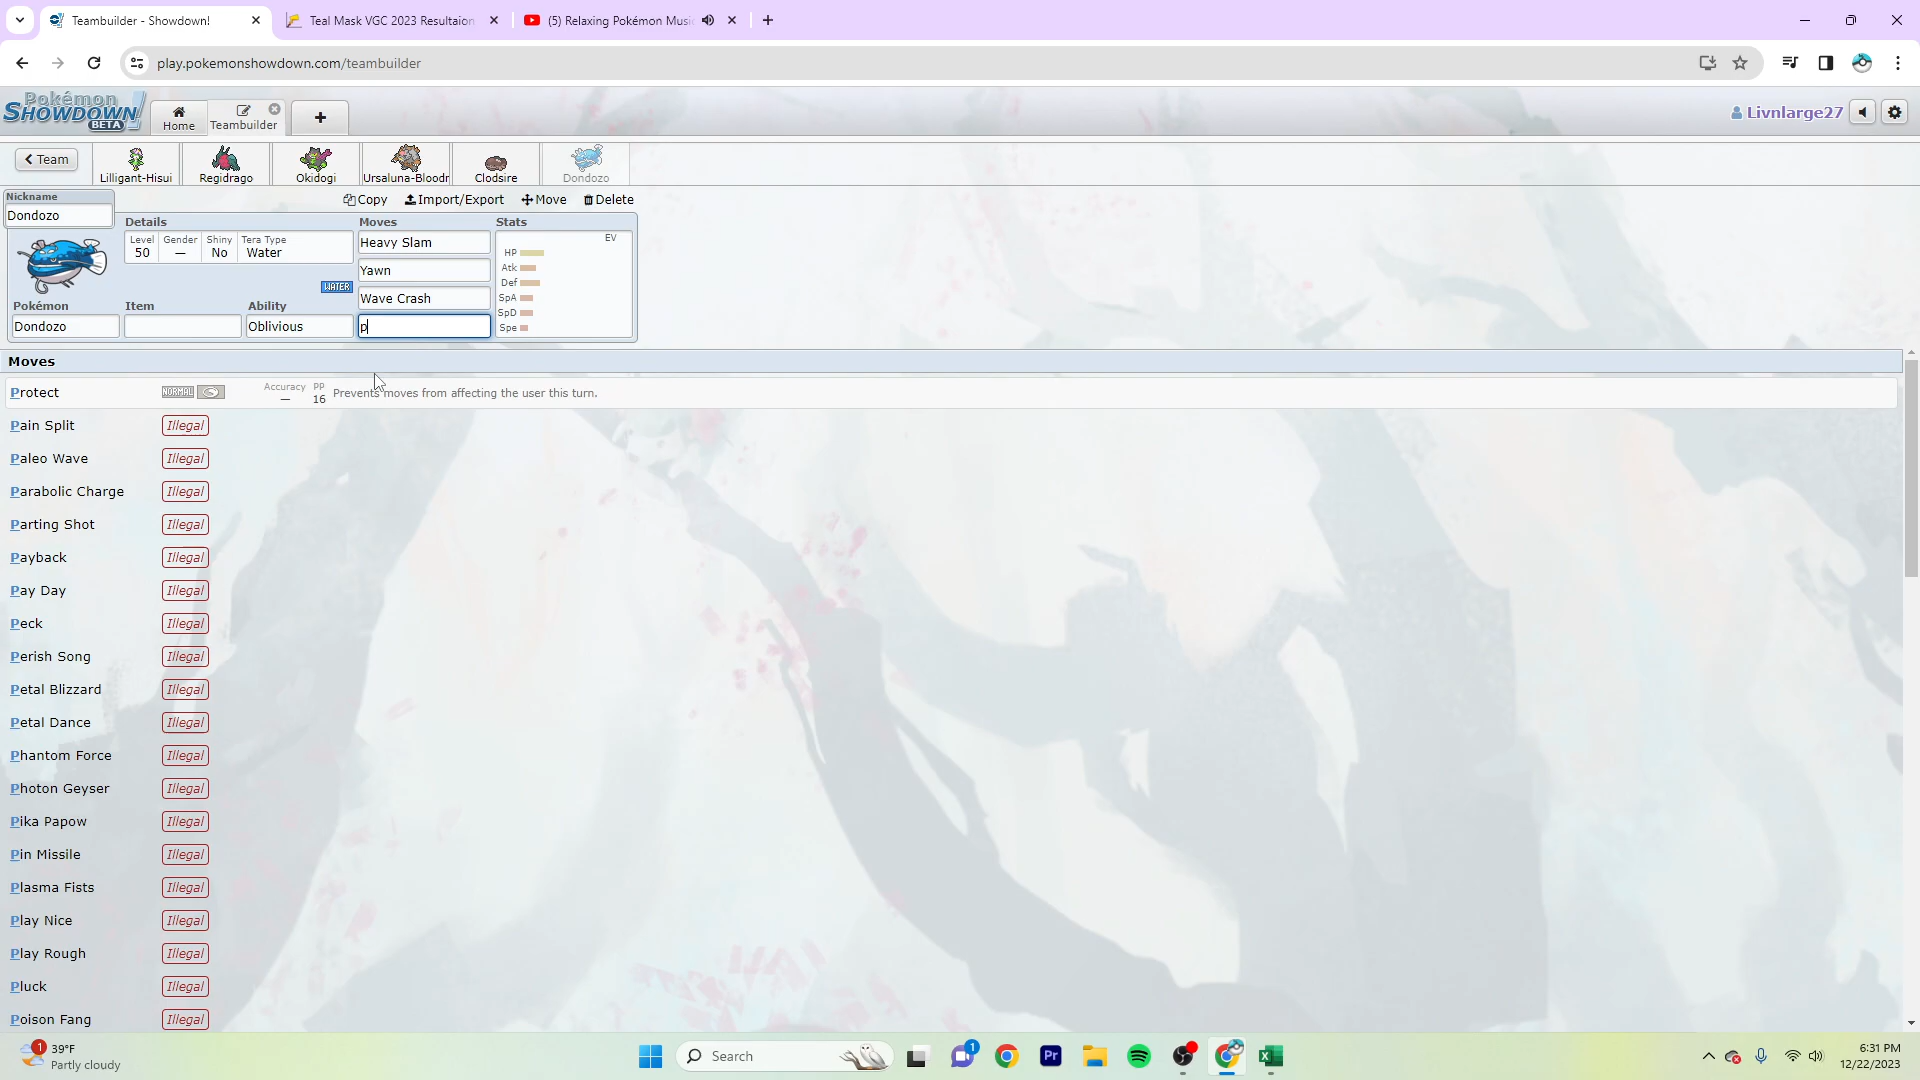 Teambuilder - Showdown!
Teal Mask VGC 2023 Resultaion
(5) Relaxing Pokémon Musi
play.pokemonshowdown.com/teambuilder
Pokémon
SHOWDOWN!
BETA
Home
Teambuilder
Livnlarge27
Team
Lilligant-Hisui
Regidrago
Okidogi
Ursaluna-Bloodr
Clodsire
Dondozo
Nickname
Dondozo
Copy
Import/Export
Move
Delete
Details
Moves
Stats
Level
50
Gender
—
Shiny
No
Tera Type
Water
WATER
Pokémon
Dondozo
Item
Ability
Oblivious
Heavy Slam
Yawn
Wave Crash
p
EV
HP
Atk
Def
SpA
SpD
Spe
Moves
Protect NORMAL Accuracy — PP 16 Prevents moves from affecting the user this turn.
Pain Split Illegal
Paleo Wave Illegal
Parabolic Charge Illegal
Parting Shot Illegal
Payback Illegal
Pay Day Illegal
Peck Illegal
Perish Song Illegal
Petal Blizzard Illegal
Petal Dance Illegal
Phantom Force Illegal
Photon Geyser Illegal
Pika Papow Illegal
Pin Missile Illegal
Plasma Fists Illegal
Play Nice Illegal
Play Rough Illegal
Pluck Illegal
Poison Fang Illegal
1
39°F
Partly cloudy
Search
1
Pr
6:31 PM
12/22/2023